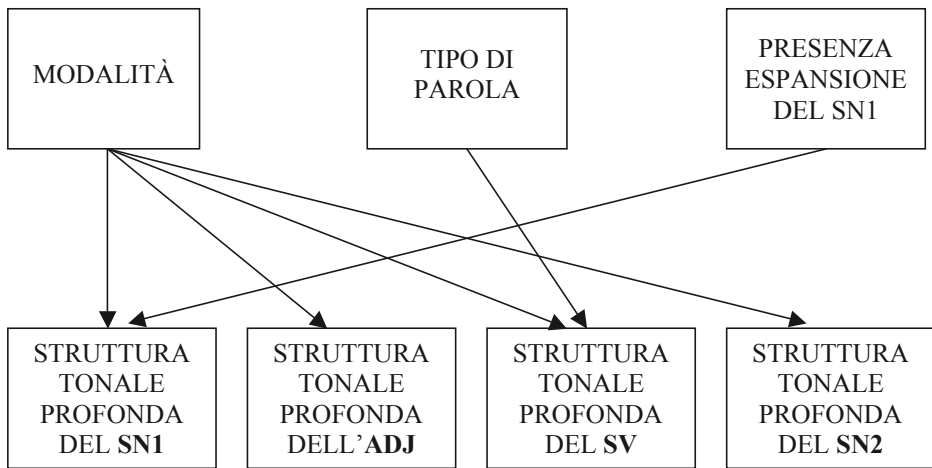 MODALITÀ
TIPO DI
PAROLA
PRESENZA
ESPANSIONE
DEL SN1
STRUTTURA
TONALE
PROFONDA
DEL SN1
STRUTTURA
TONALE
PROFONDA
DELL’ADJ
STRUTTURA
TONALE
PROFONDA
DEL SV
STRUTTURA
TONALE
PROFONDA
DEL SN2